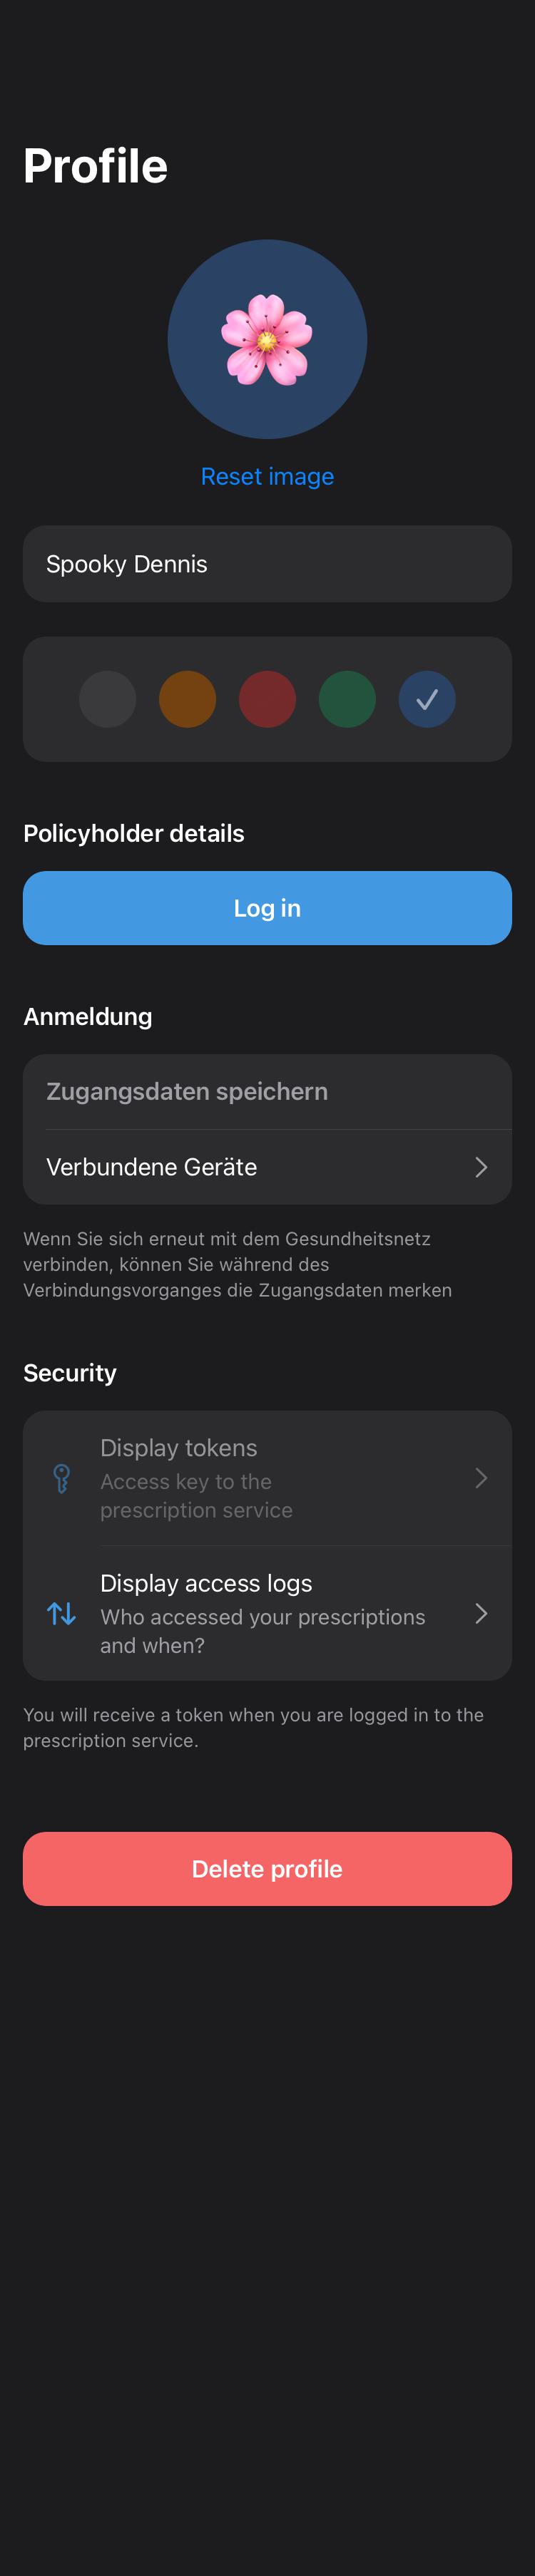 Profile
Reset image
Spooky Dennis
Policyholder details
Log in
Anmeldung
Zugangsdaten speichern
Verbundene Geräte
Wenn Sie sich erneut mit dem Gesundheitsnetz
verbinden, können Sie während des
Verbindungsvorganges die Zugangsdaten merken
Security
Display tokens
Access key to the
prescription service
Display access logs
Who accessed your prescriptions
and when?
You will receive a token when you are logged in to the
prescription service.
Delete profile